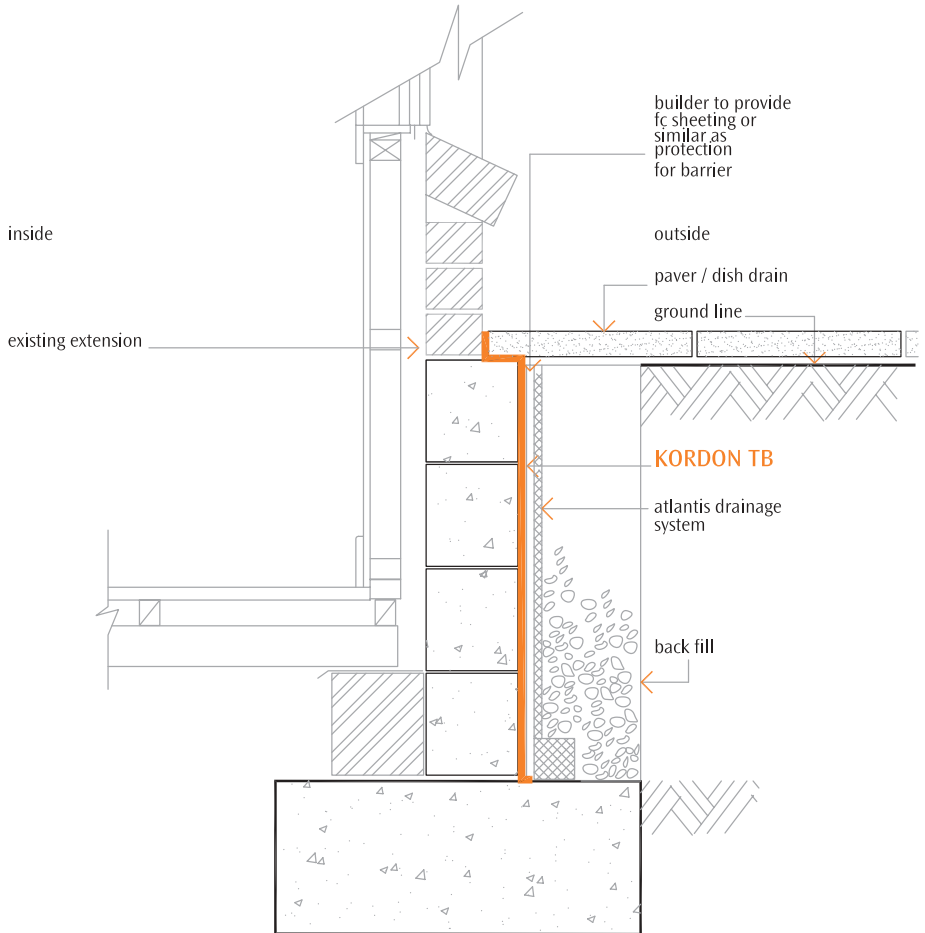 builder to provide
fc sheeting or
similar as
protection
for barrier
inside
outside
paver / dish drain
ground line
existing extension
KORDON TB
atlantis drainage
system
back fill